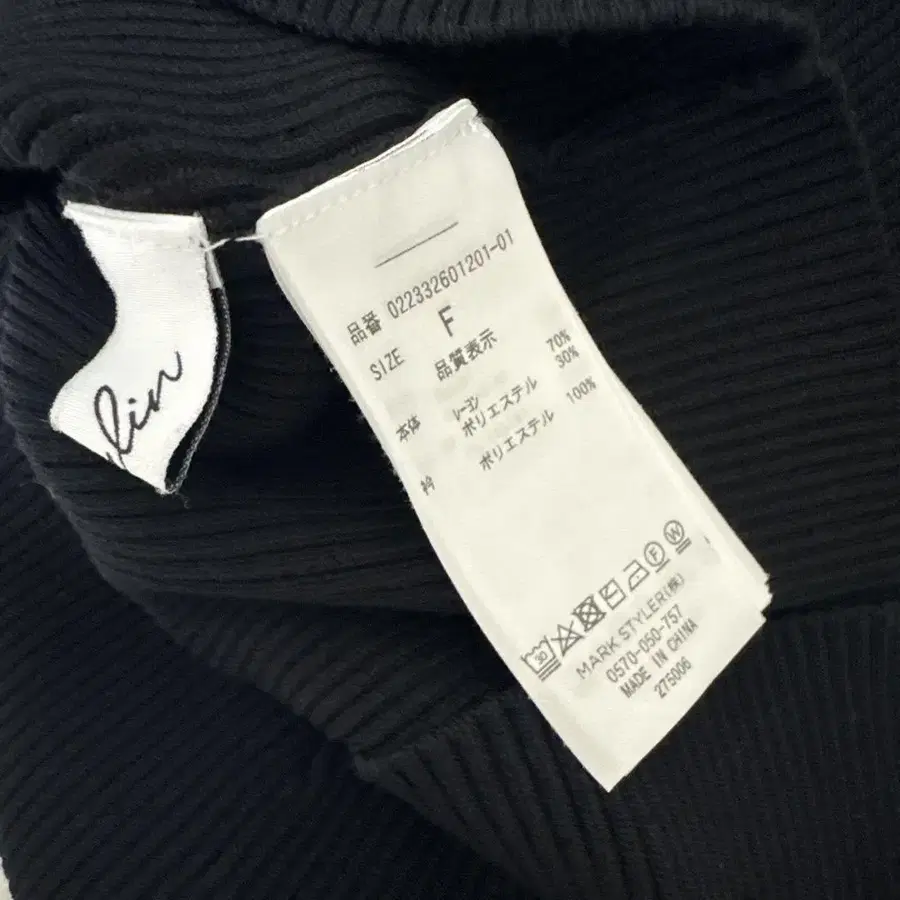 lin
品番 022332601201-01
SIZE F
品質表示
本体 レーヨン 70%
ポリエステル 30%
衿 ポリエステル 100%
30
F
W
MARK STYLER(株)
0570-050-757
MADE IN CHINA
275006